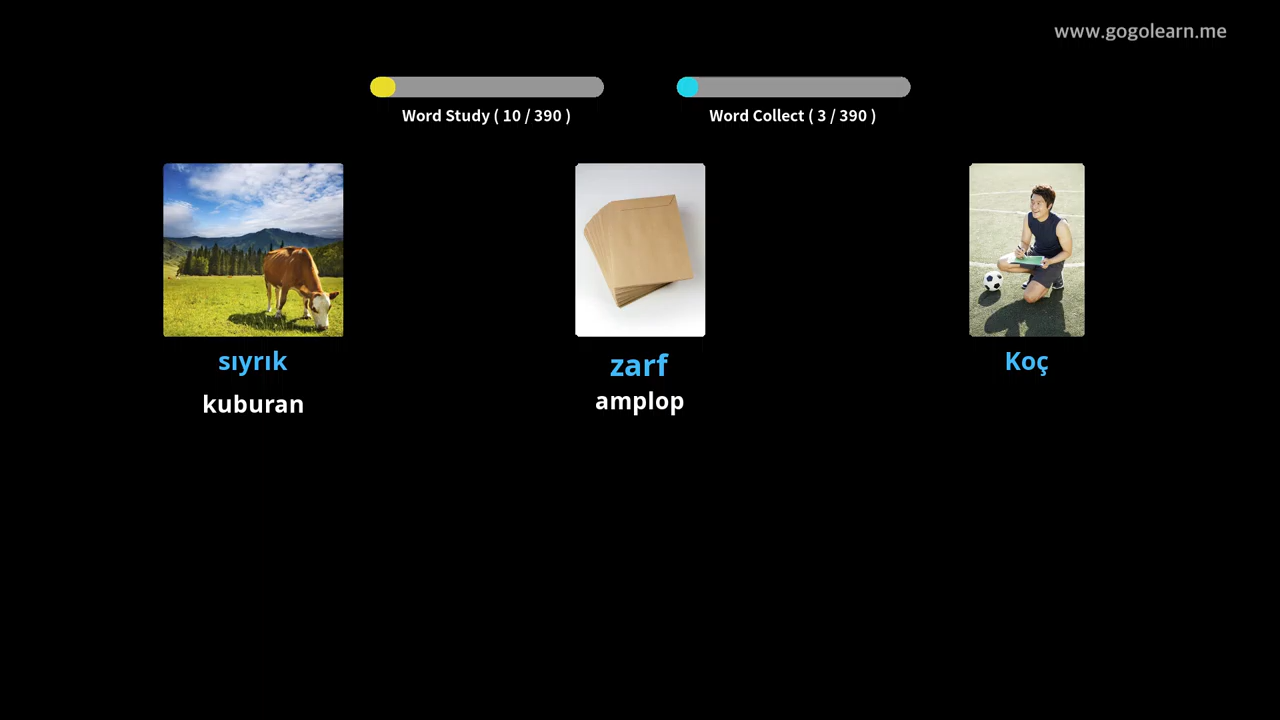 www.gogolearn.me
Word Study ( 10 / 390 )
Word Collect ( 3 / 390 )
sıyrık
kuburan
zarf
amplop
Koç